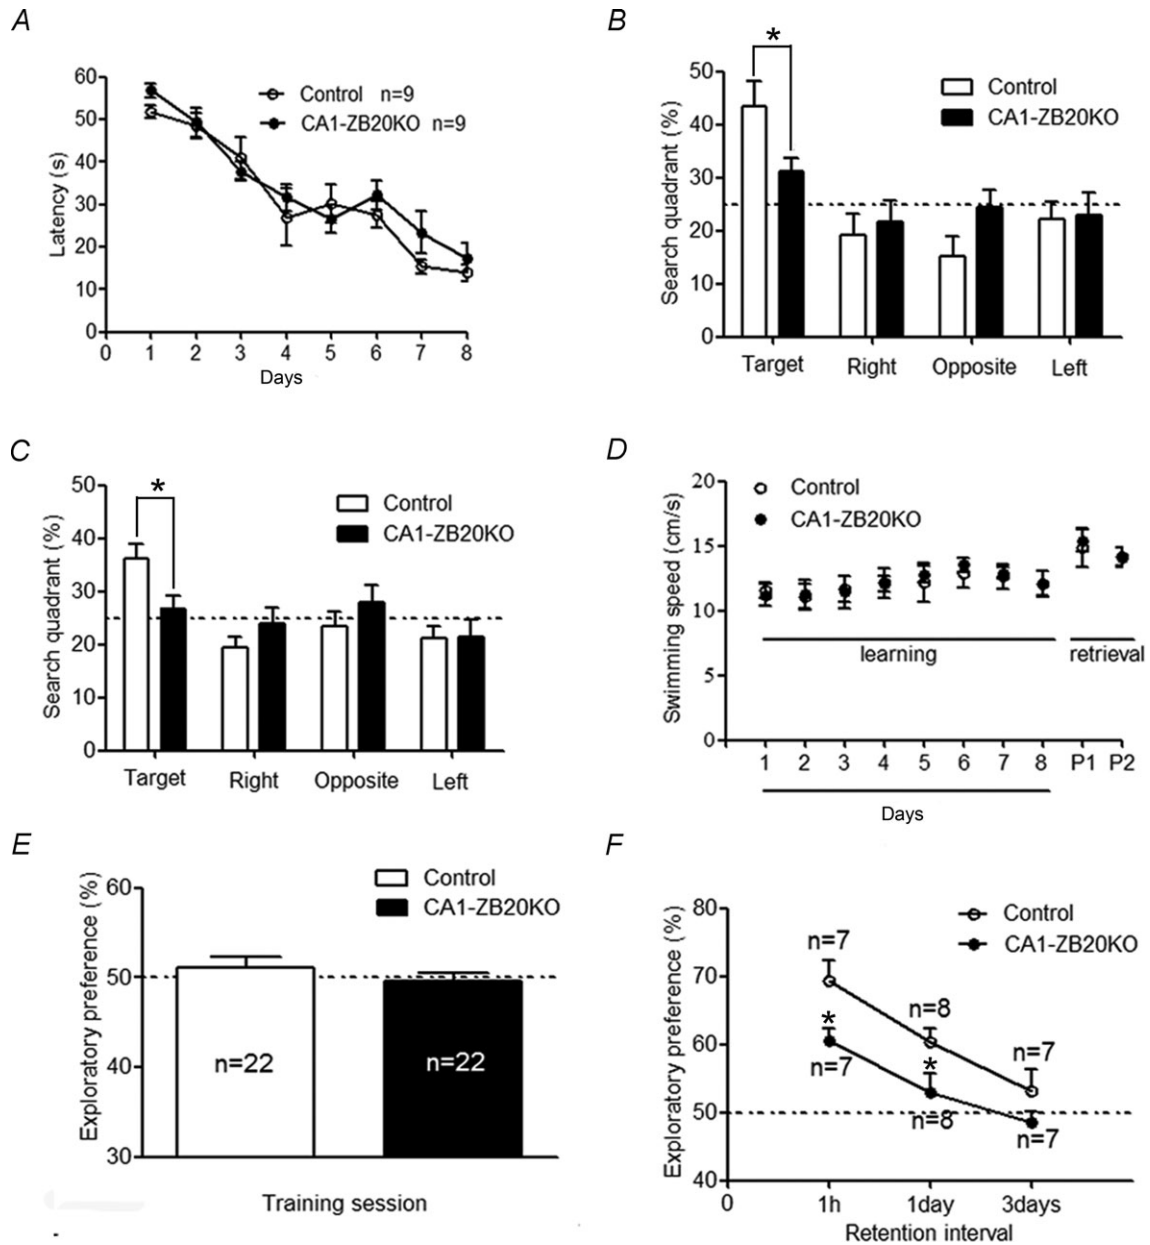 A
Latency (s)
60
50
40
30
20
10
0
Control n=9
CA1-ZB20KO n=9
0 1 2 3 4 5 6 7 8
Days
B
*
Search quadrant (%)
50
40
30
20
10
0
Control
CA1-ZB20KO
Target Right Opposite Left
C
*
Search quadrant (%)
50
40
30
20
10
0
Control
CA1-ZB20KO
Target Right Opposite Left
D
Swimming speed (cm/s)
20
15
10
5
0
Control
CA1-ZB20KO
learning retrieval
1 2 3 4 5 6 7 8 P1 P2
Days
E
Exploratory preference (%)
60
50
40
30
Control
CA1-ZB20KO
n=22 n=22
Training session
F
Exploratory preference (%)
80
70
60
50
40
Control
CA1-ZB20KO
n=7
n=8
n=7
*
*
n=7
n=8
n=7
0 1h 1day 3days
Retention interval